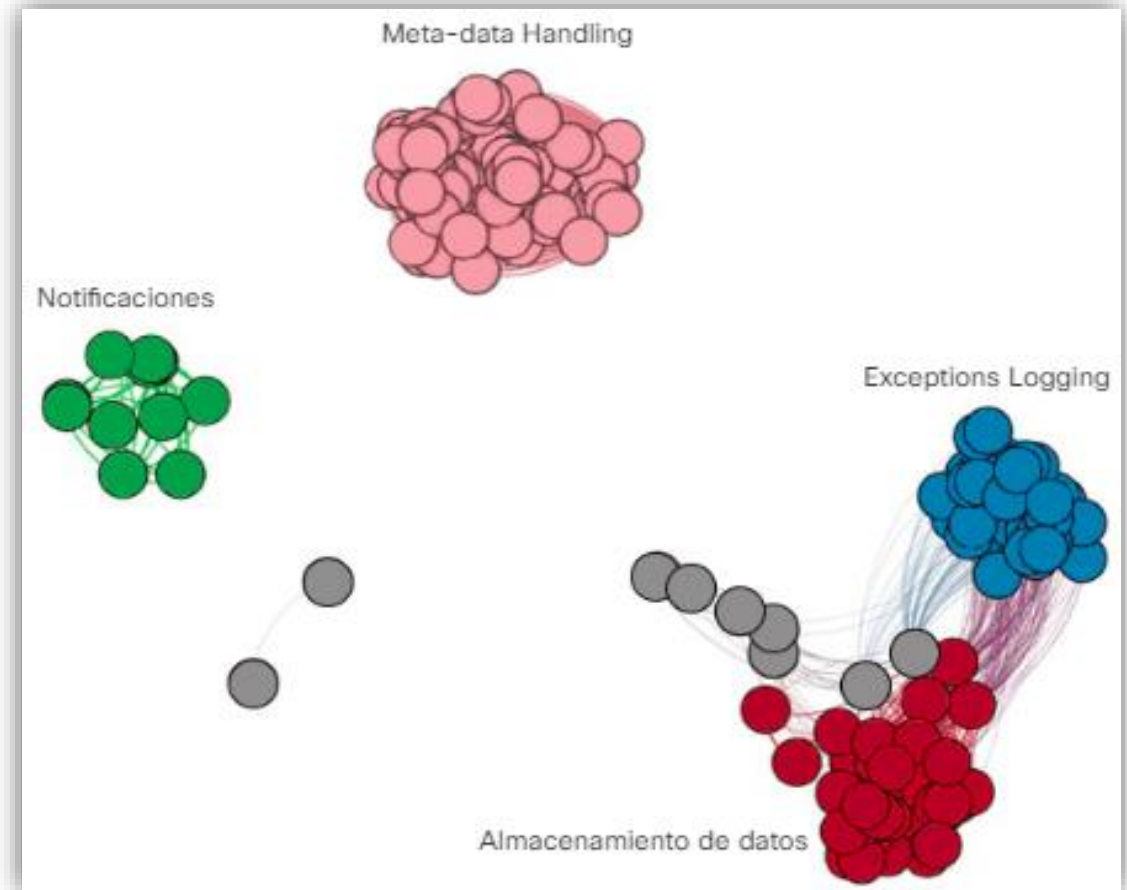 Meta-data Handling
Notificaciones
Exceptions Logging
Almacenamiento de datos